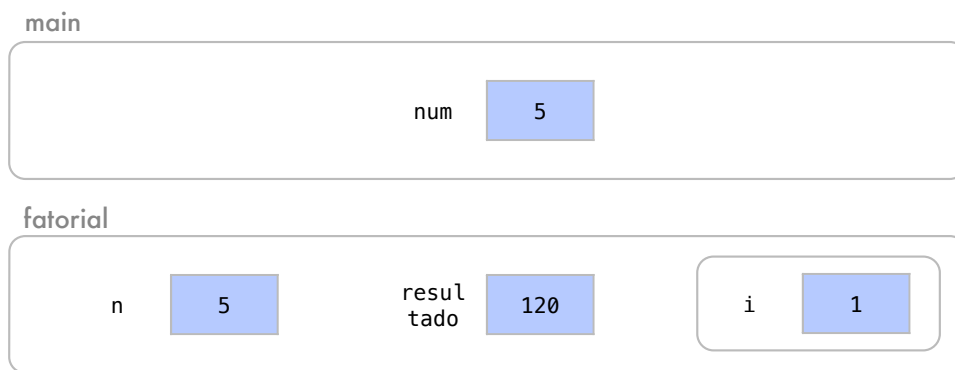 main
num 5
fatorial
n 5 resul
tado 120 i 1